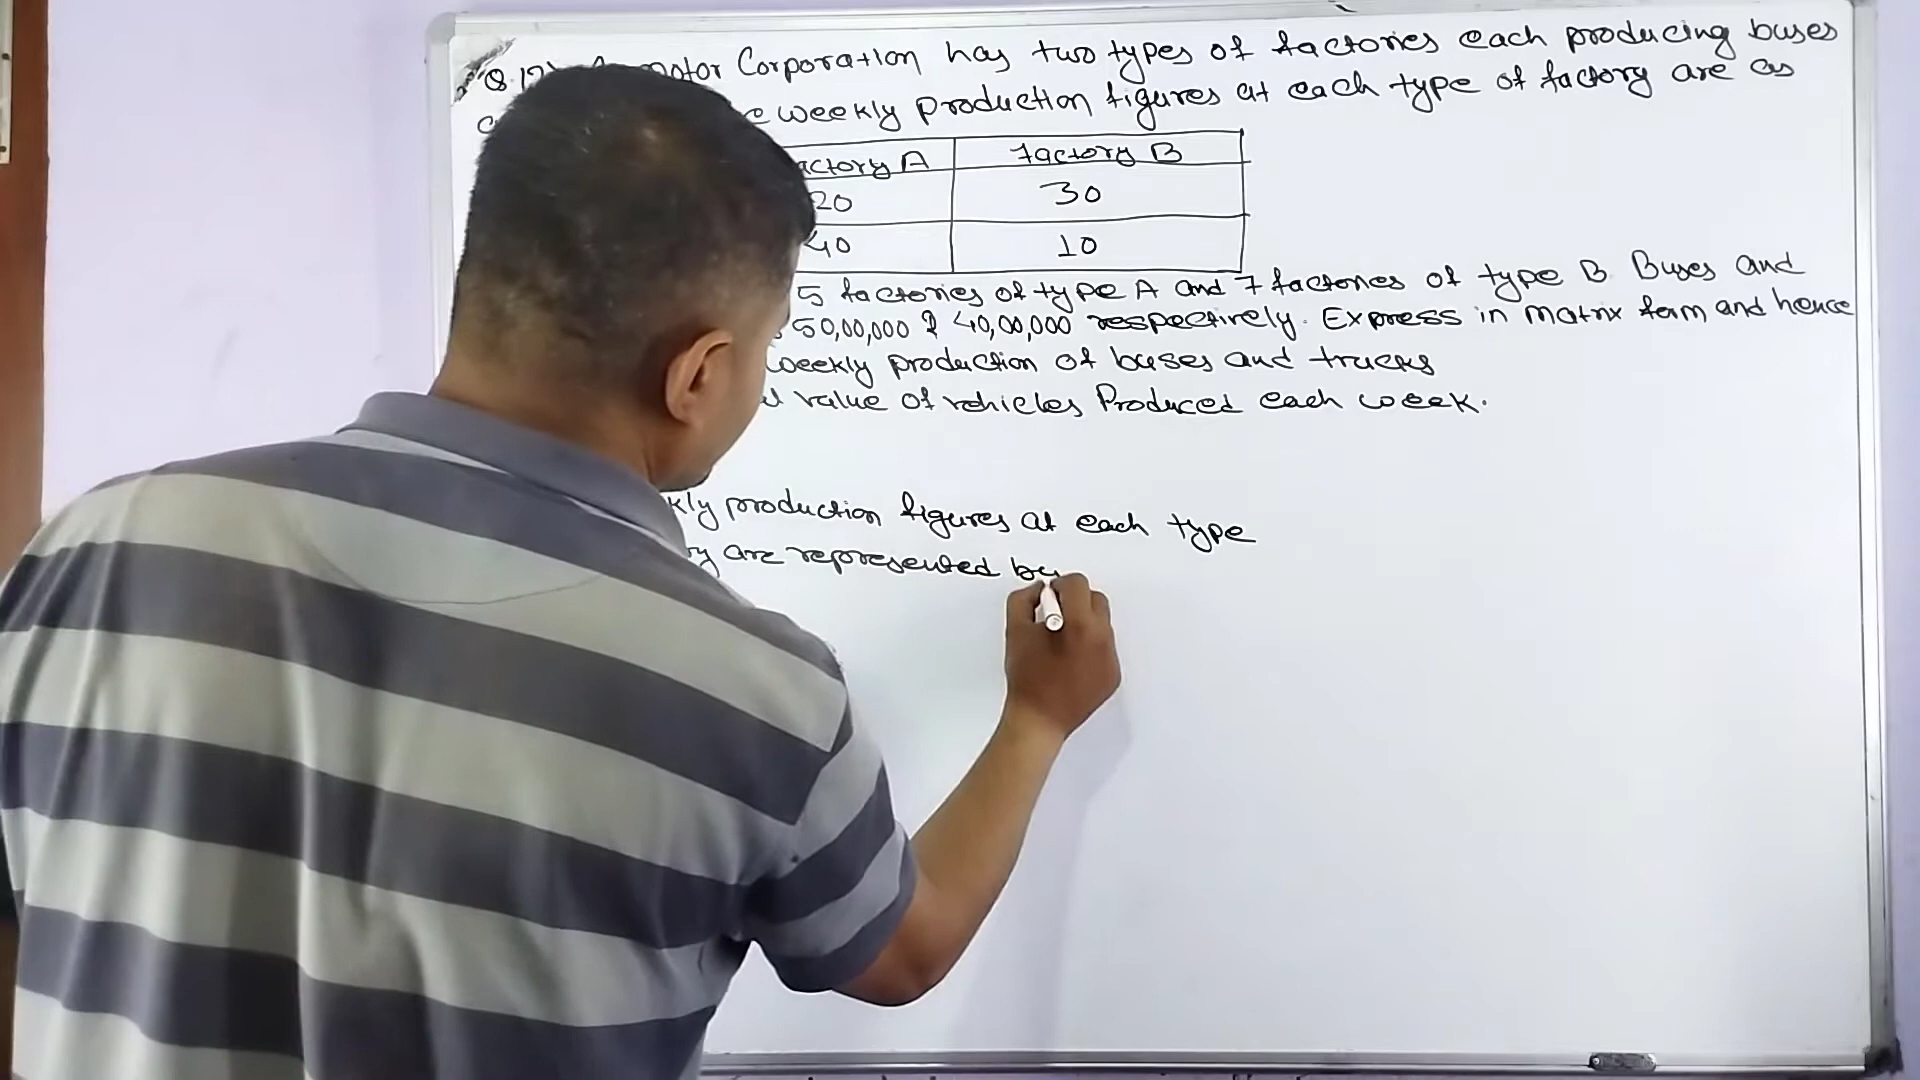 Q.12) motor Corporation has two types of factories each producing buses
weekly production figures at each type of factory are as
Factory A Factory B
20 30
40 10
5 factories of type A and 7 factories of type B Buses and
50,00,000 & 40,00,000 respectively. Express in matrix form and hence
weekly production of buses and trucks
value of vehicles Produced each week.
production figures at each type
are represented by